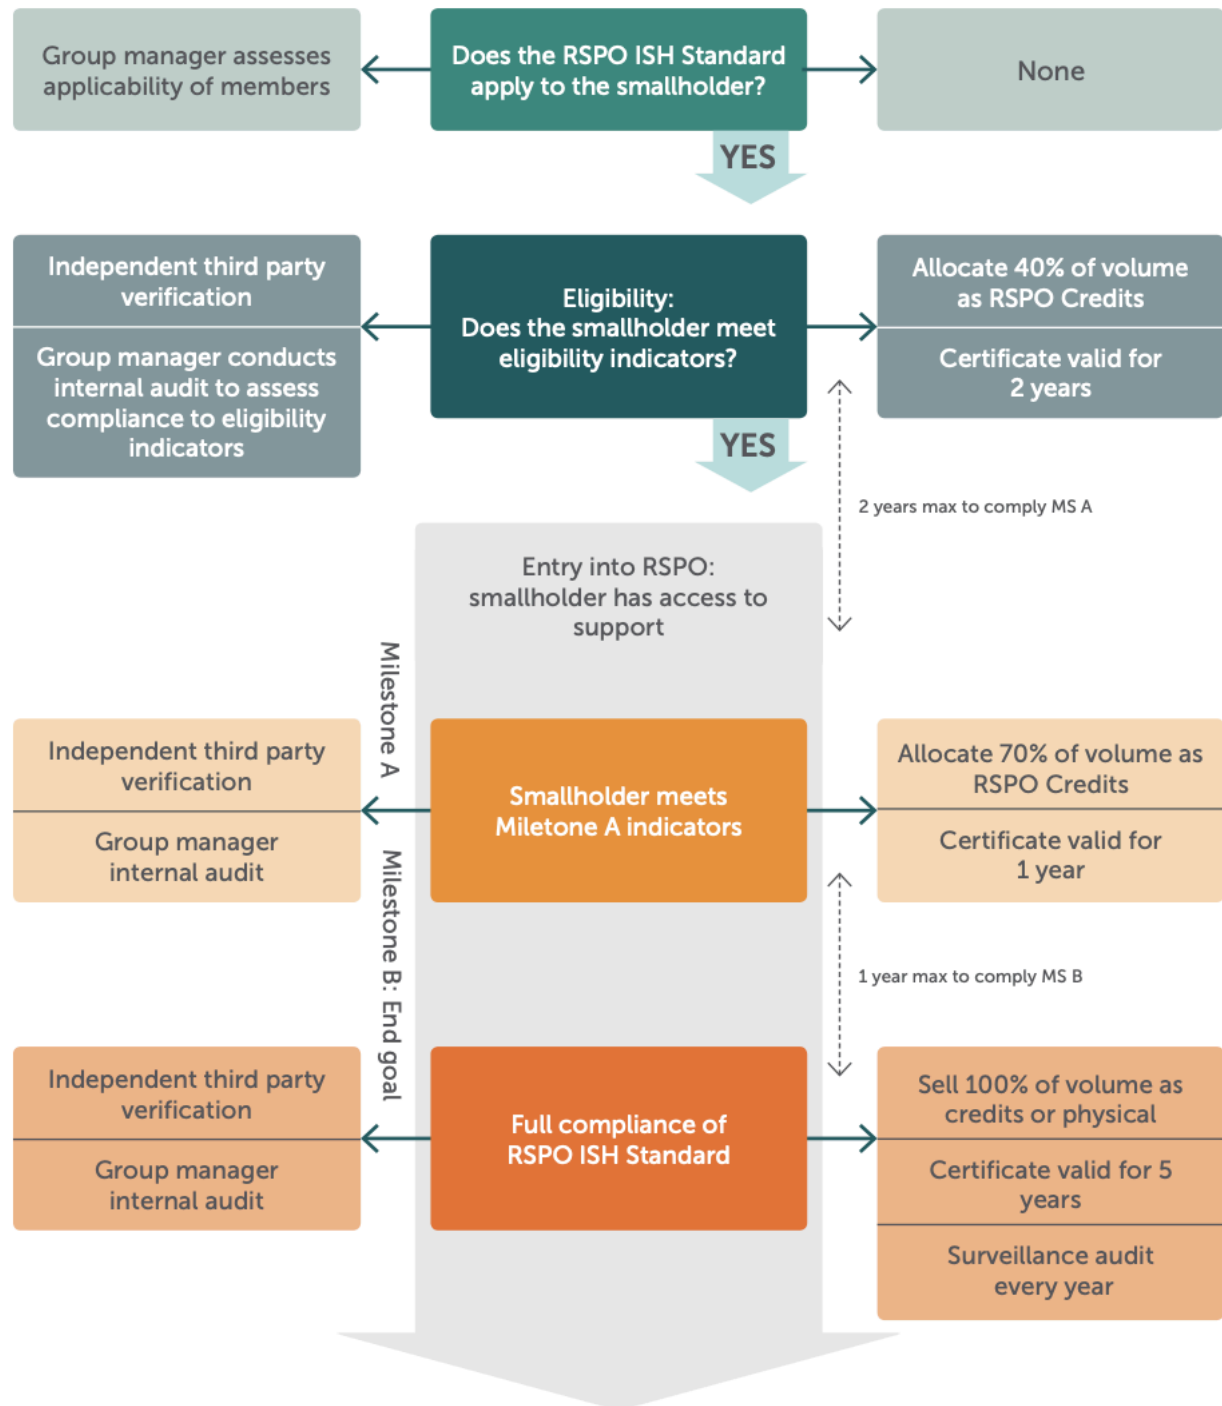 Group manager assesses
applicability of members
Does the RSPO ISH Standard
apply to the smallholder?
None
YES
Independent third party
verification
Group manager conducts
internal audit to assess
compliance to eligibility
indicators
Eligibility:
Does the smallholder meet
eligibility indicators?
Allocate 40% of volume
as RSPO Credits
Certificate valid for
2 years
YES
2 years max to comply MS A
Entry into RSPO:
smallholder has access to
support
Milestone A
Independent third party
verification
Group manager
internal audit
Smallholder meets
Miletone A indicators
Allocate 70% of volume as
RSPO Credits
Certificate valid for
1 year
Milestone B: End goal
1 year max to comply MS B
Independent third party
verification
Group manager
internal audit
Full compliance of
RSPO ISH Standard
Sell 100% of volume as
credits or physical
Certificate valid for 5
years
Surveillance audit
every year